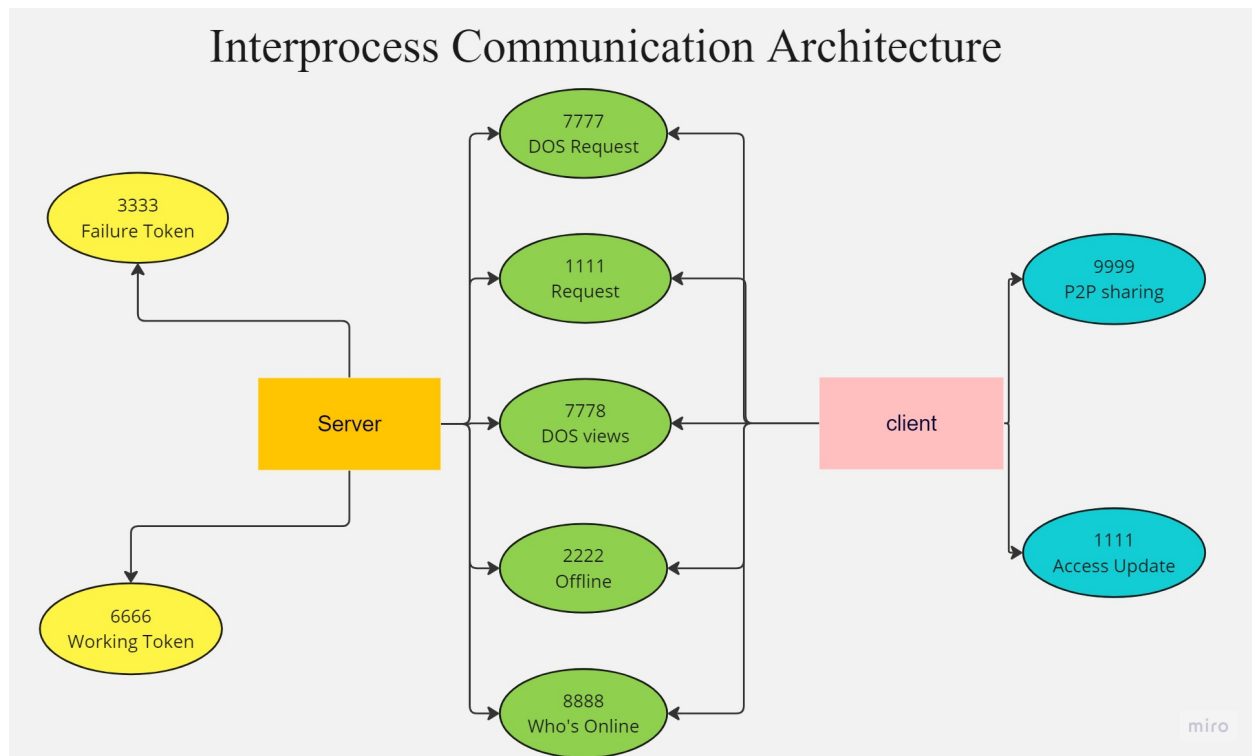 Interprocess Communication Architecture
7777
DOS Request
3333
Failure Token
1111
Request
9999
P2P sharing
Server
7778
DOS views
client
2222
Offline
1111
Access Update
6666
Working Token
8888
Who's Online
miro